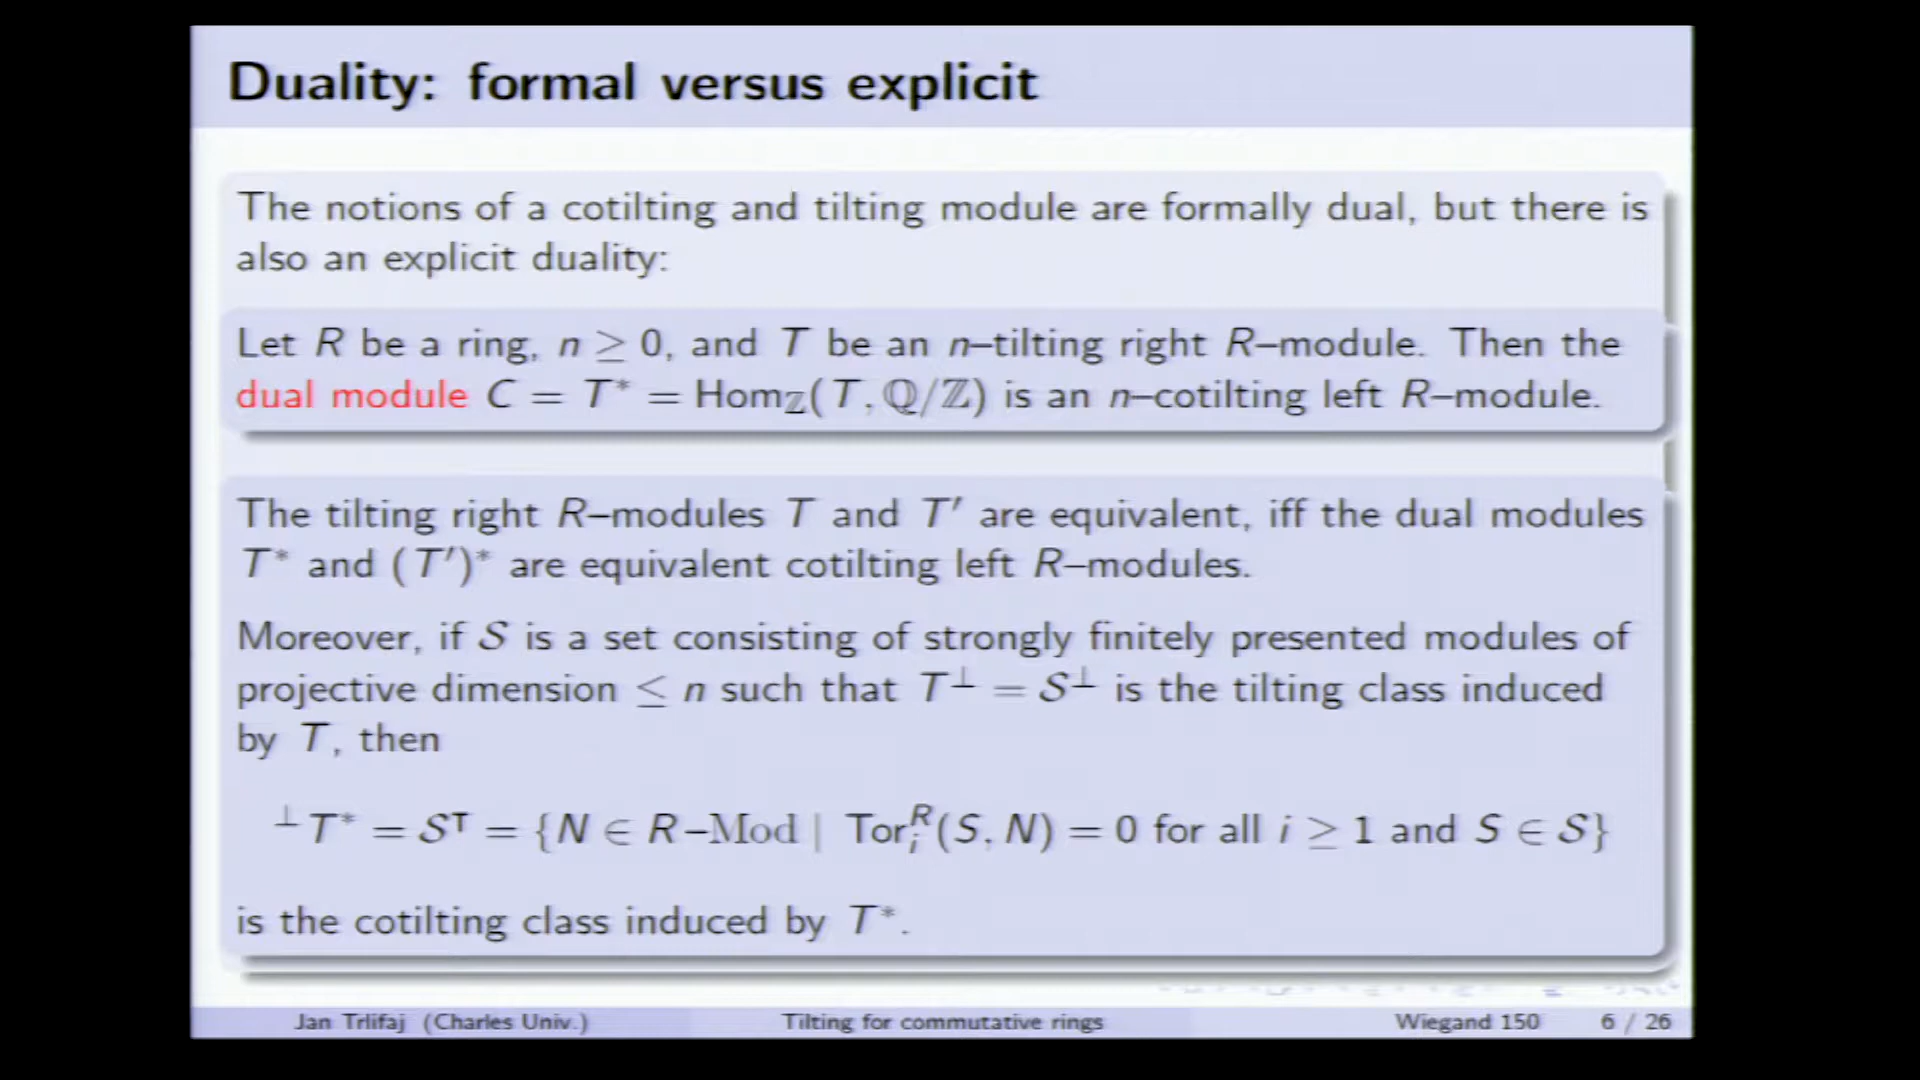 Duality: formal versus explicit
The notions of a cotilting and tilting module are formally dual, but there is
also an explicit duality:
Let R be a ring, n ≥ 0, and T be an n–tilting right R–module. Then the
dual module C = T* = Homℤ(T, ℚ/ℤ) is an n–cotilting left R–module.
The tilting right R–modules T and T′ are equivalent, iff the dual modules
T* and (T′)* are equivalent cotilting left R–modules.
Moreover, if 𝒮 is a set consisting of strongly finitely presented modules of
projective dimension ≤ n such that T^⊥ = 𝒮^⊥ is the tilting class induced
by T, then
^⊥T* = 𝒮^⊤ = {N ∈ R–Mod | Tor_i^R(S, N) = 0 for all i ≥ 1 and S ∈ 𝒮}
is the cotilting class induced by T*.
Jan Trlifaj (Charles Univ.) Tilting for commutative rings Wiegand 150 6 / 26